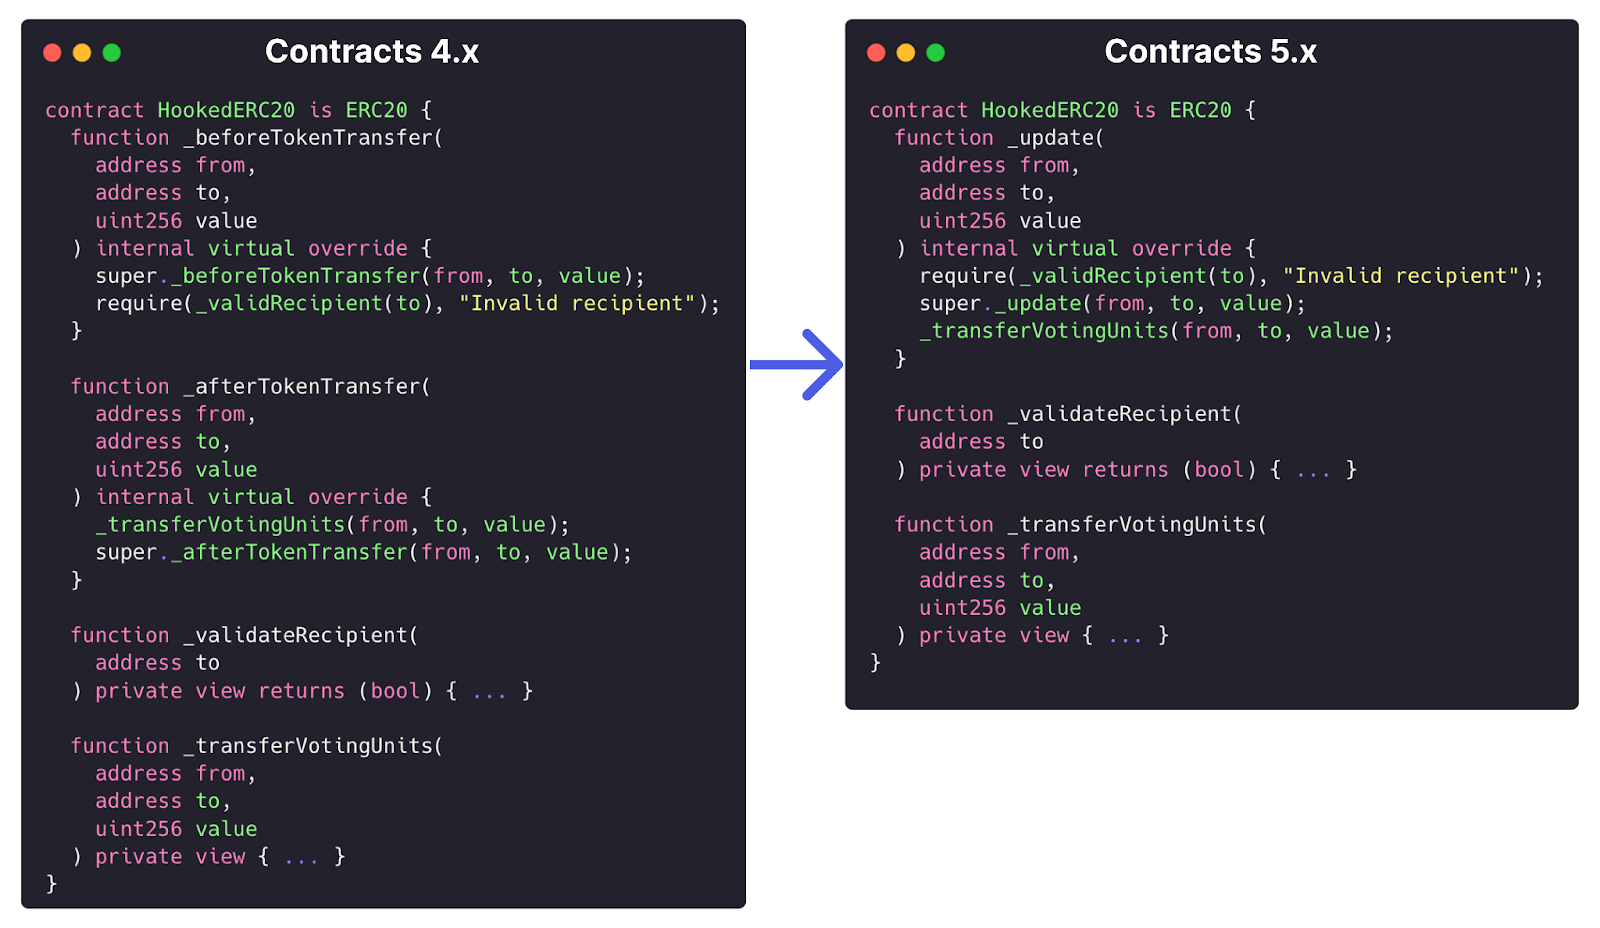 Contracts 4.x
contract HookedERC20 is ERC20 {
  function _beforeTokenTransfer(
    address from,
    address to,
    uint256 value
  ) internal virtual override {
    super._beforeTokenTransfer(from, to, value);
    require(_validRecipient(to), "Invalid recipient");
  }
  function _afterTokenTransfer(
    address from,
    address to,
    uint256 value
  ) internal virtual override {
    _transferVotingUnits(from, to, value);
    super._afterTokenTransfer(from, to, value);
  }
  function _validateRecipient(
    address to
  ) private view returns (bool) { ... }
  function _transferVotingUnits(
    address from,
    address to,
    uint256 value
  ) private view { ... }
}
Contracts 5.x
contract HookedERC20 is ERC20 {
  function _update(
    address from,
    address to,
    uint256 value
  ) internal virtual override {
    require(_validRecipient(to), "Invalid recipient");
    super._update(from, to, value);
    _transferVotingUnits(from, to, value);
  }
  function _validateRecipient(
    address to
  ) private view returns (bool) { ... }
  function _transferVotingUnits(
    address from,
    address to,
    uint256 value
  ) private view { ... }
}